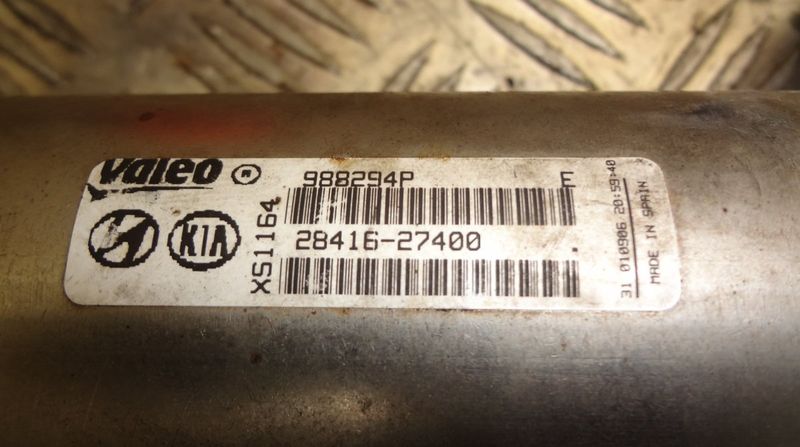 Valeo ®
988294P E
XS1164
28416-27400
KIA
31 010906 20:59:40
MADE IN SPAIN